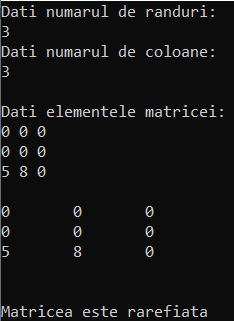 Dati numarul de randuri:
3
Dati numarul de coloane:
3
Dati elementele matricei:
0 0 0
0 0 0
5 8 0
0 0 0
0 0 0
5 8 0
Matricea este rarefiata